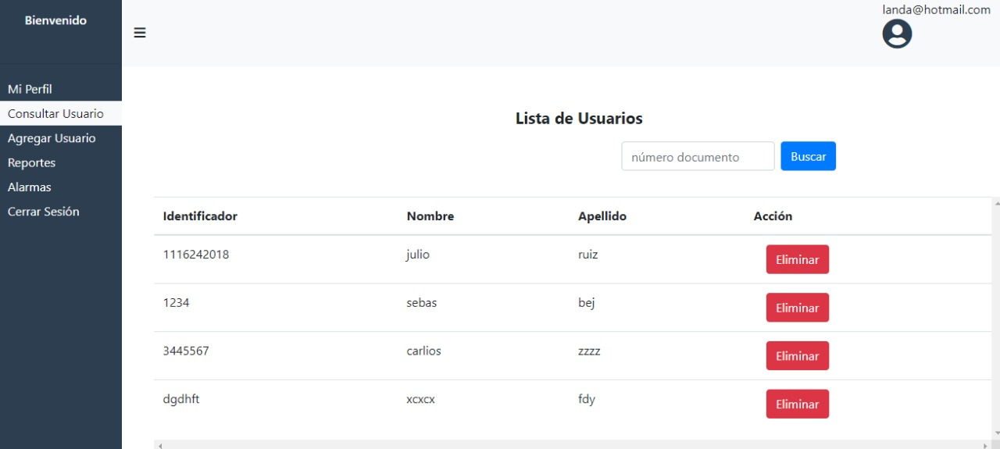 Bienvenido
Mi Perfil
Consultar Usuario
Agregar Usuario
Reportes
Alarmas
Cerrar Sesión
landa@hotmail.com
Lista de Usuarios
número documento Buscar
Identificador Nombre Apellido Acción
1116242018 julio ruiz Eliminar
1234 sebas bej Eliminar
3445567 carlios zzzz Eliminar
dgdhft xcxcx fdy Eliminar